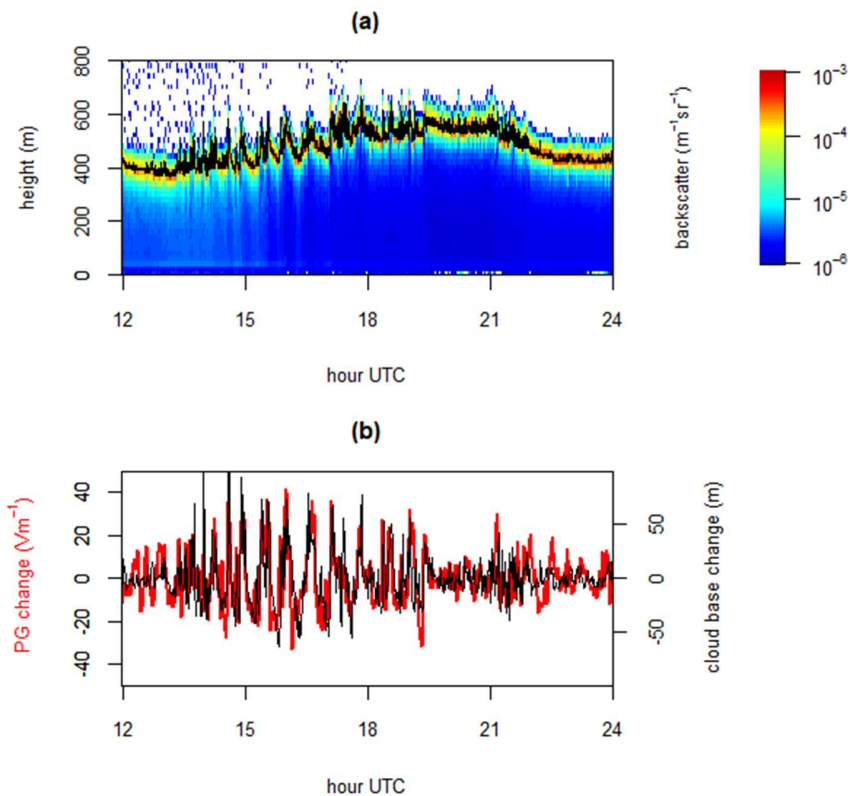 (a)
800
600
400
200
0
height (m)
12 15 18 21 24
hour UTC
backscatter (m⁻¹sr⁻¹)
10⁻³
10⁻⁴
10⁻⁵
10⁻⁶
(b)
40
20
0
-20
-40
PG change (Vm⁻¹)
50
0
-50
cloud base change (m)
12 15 18 21 24
hour UTC